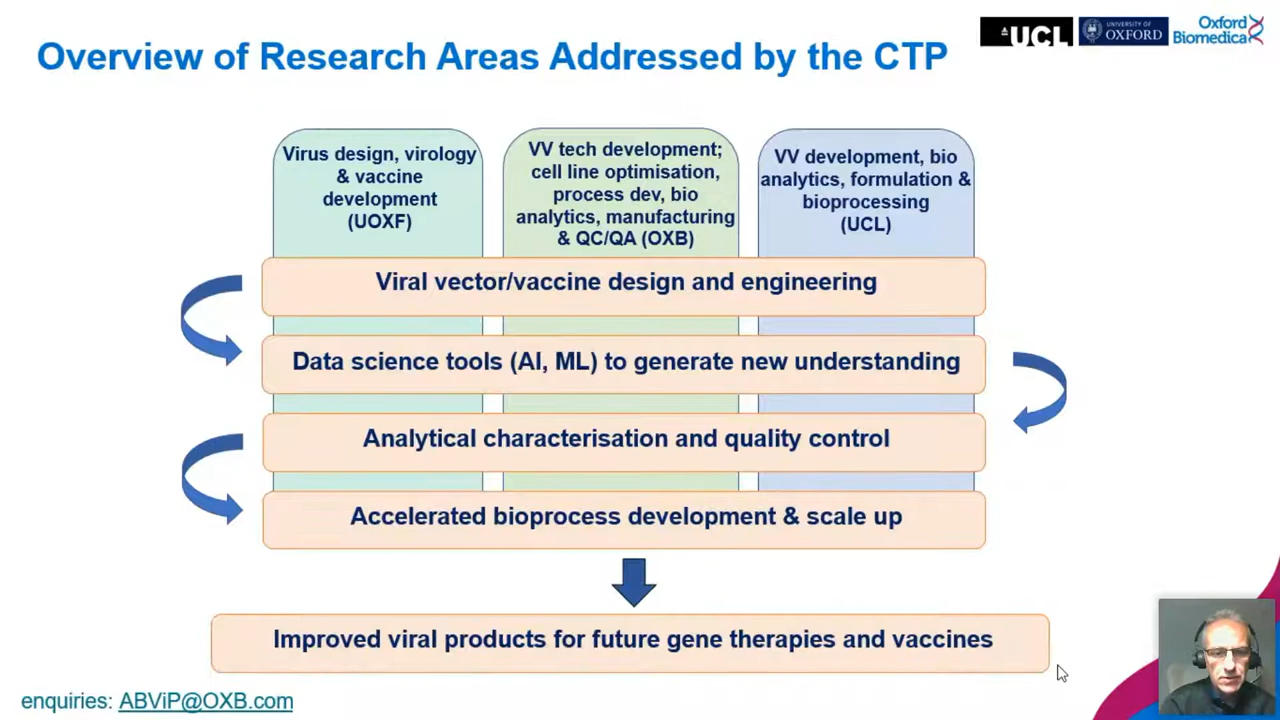 Overview of Research Areas Addressed by the CTP
UCL
UNIVERSITY OF
OXFORD
Oxford
Biomedica
Virus design, virology
& vaccine
development
(UOXF)
VV tech development;
cell line optimisation,
process dev, bio
analytics, manufacturing
& QC/QA (OXB)
VV development, bio
analytics, formulation &
bioprocessing
(UCL)
Viral vector/vaccine design and engineering
Data science tools (AI, ML) to generate new understanding
Analytical characterisation and quality control
Accelerated bioprocess development & scale up
Improved viral products for future gene therapies and vaccines
enquiries: ABViP@OXB.com